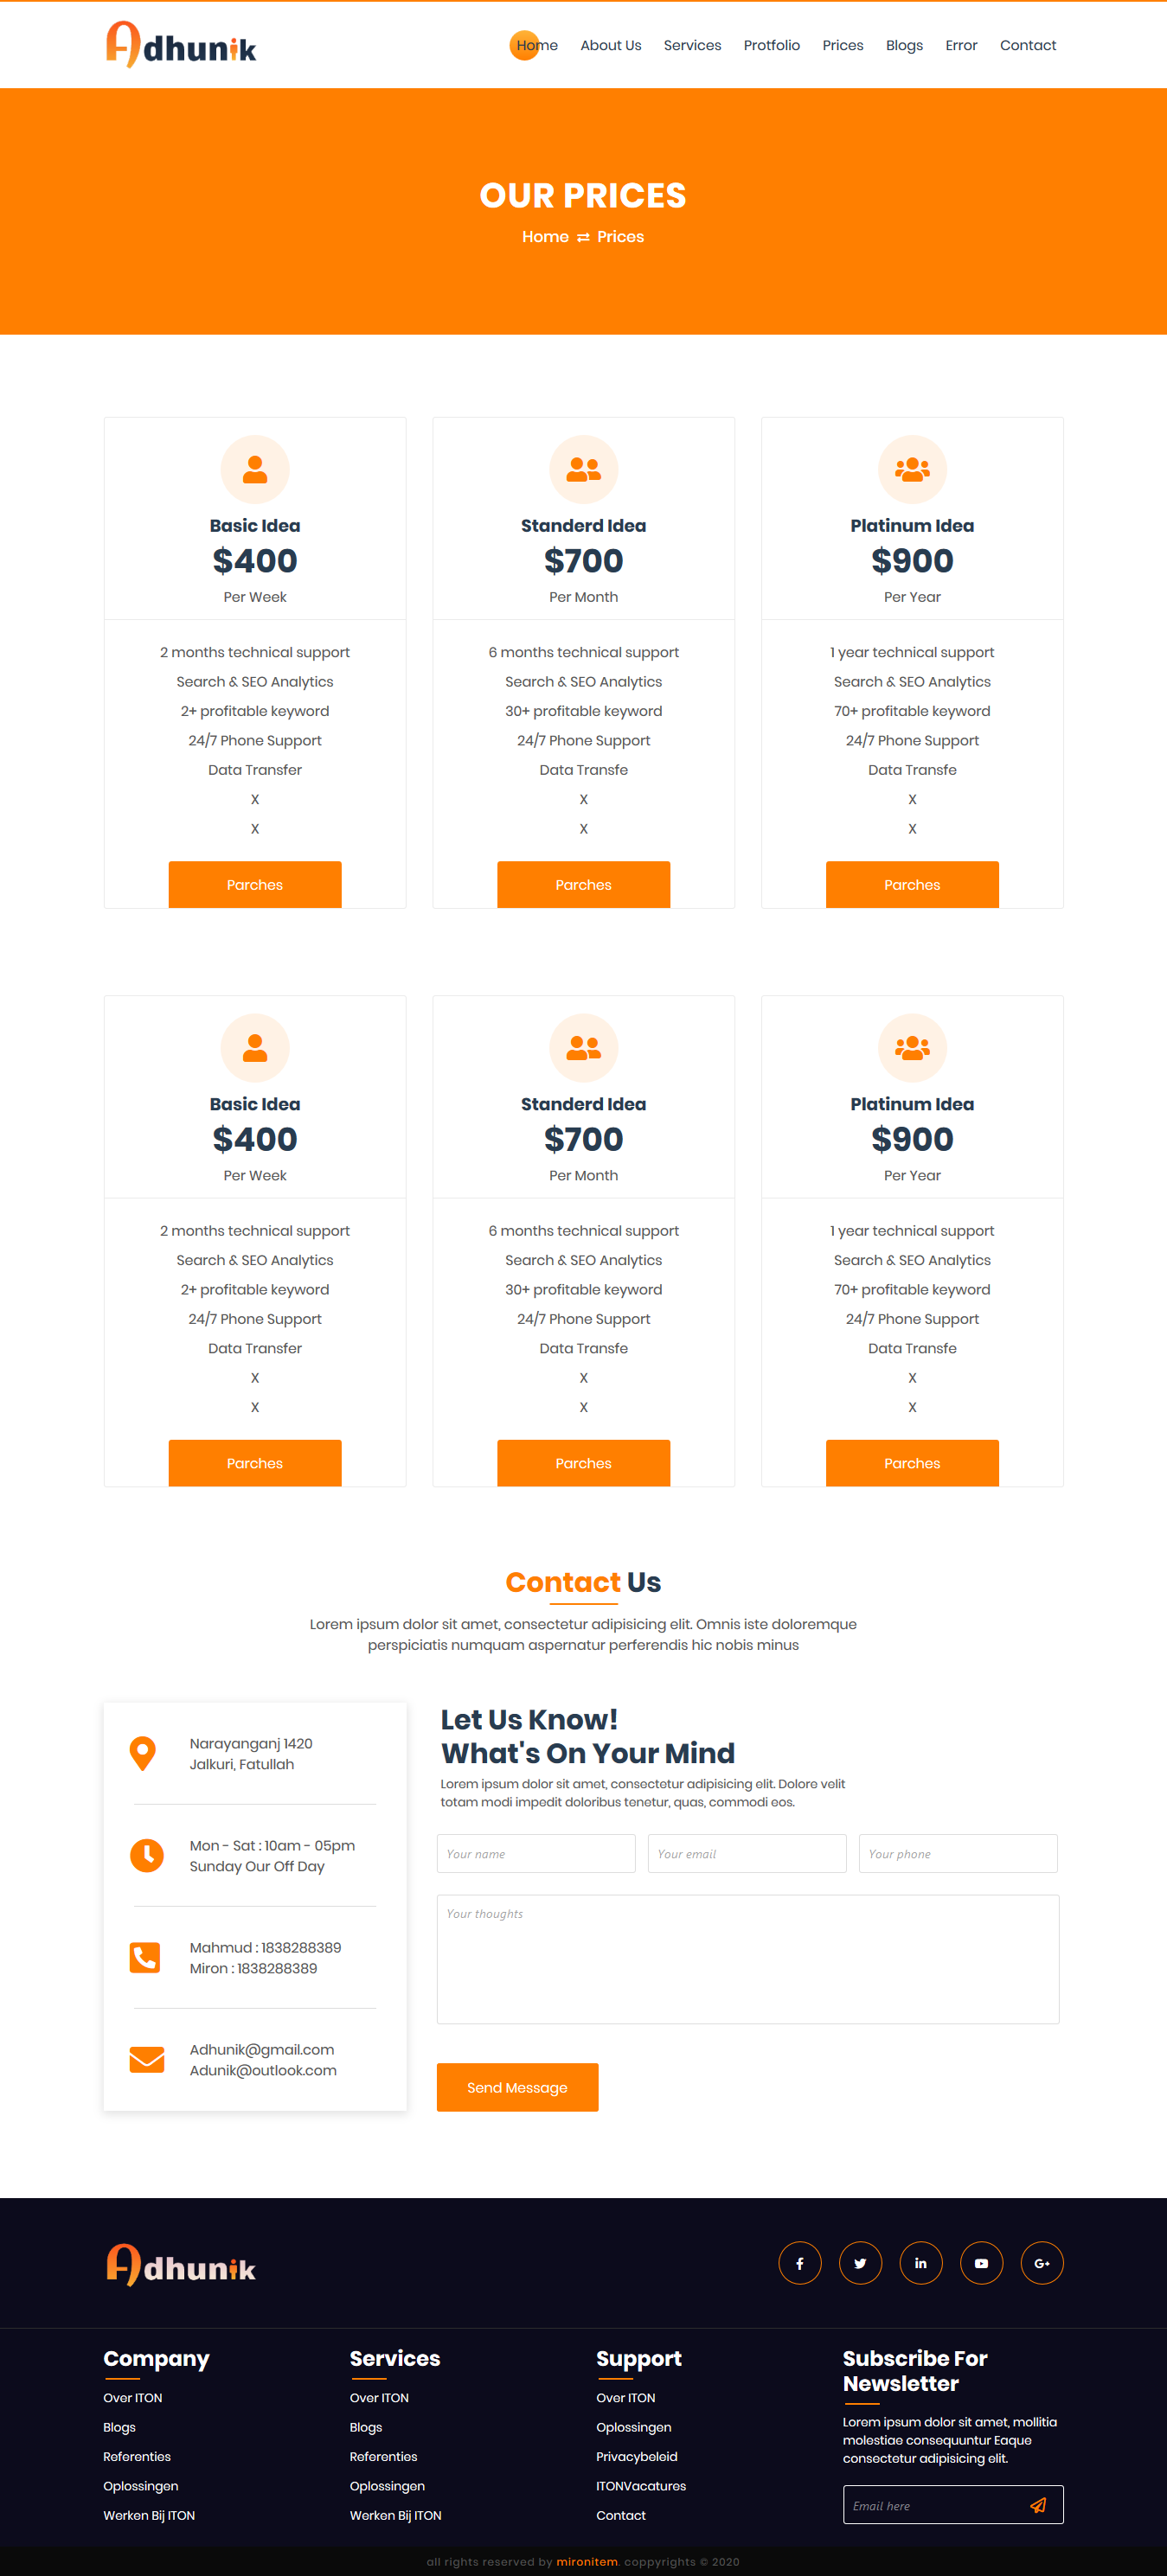 Adhunik
Home About Us Services Protfolio Prices Blogs Error Contact
OUR PRICES
Home ⇄ Prices
Basic Idea
$400
Per Week
2 months technical support
Search & SEO Analytics
2+ profitable keyword
24/7 Phone Support
Data Transfer
X
X
Parches
Standerd Idea
$700
Per Month
6 months technical support
Search & SEO Analytics
30+ profitable keyword
24/7 Phone Support
Data Transfe
X
X
Parches
Platinum Idea
$900
Per Year
1 year technical support
Search & SEO Analytics
70+ profitable keyword
24/7 Phone Support
Data Transfe
X
X
Parches
Basic Idea
$400
Per Week
2 months technical support
Search & SEO Analytics
2+ profitable keyword
24/7 Phone Support
Data Transfer
X
X
Parches
Standerd Idea
$700
Per Month
6 months technical support
Search & SEO Analytics
30+ profitable keyword
24/7 Phone Support
Data Transfe
X
X
Parches
Platinum Idea
$900
Per Year
1 year technical support
Search & SEO Analytics
70+ profitable keyword
24/7 Phone Support
Data Transfe
X
X
Parches
Contact Us
Lorem ipsum dolor sit amet, consectetur adipisicing elit. Omnis iste doloremque
perspiciatis numquam aspernatur perferendis hic nobis minus
Narayanganj 1420
Jalkuri, Fatullah
Mon - Sat : 10am - 05pm
Sunday Our Off Day
Mahmud : 1838288389
Miron : 1838288389
Adhunik@gmail.com
Adunik@outlook.com
Let Us Know!
What's On Your Mind
Lorem ipsum dolor sit amet, consectetur adipisicing elit. Dolore velit
totam modi impedit doloribus tenetur, quas, commodi eos.
Your name Your email Your phone
Your thoughts
Send Message
Adhunik
f in G+
Company
Over ITON
Blogs
Referenties
Oplossingen
Werken Bij ITON
Services
Over ITON
Blogs
Referenties
Oplossingen
Werken Bij ITON
Support
Over ITON
Oplossingen
Privacybeleid
ITONVacatures
Contact
Subscribe For
Newsletter
Lorem ipsum dolor sit amet, mollitia
molestiae consequuntur Eaque
consectetur adipisicing elit.
Email here
all rights reserved by mironitem. coppyrights © 2020